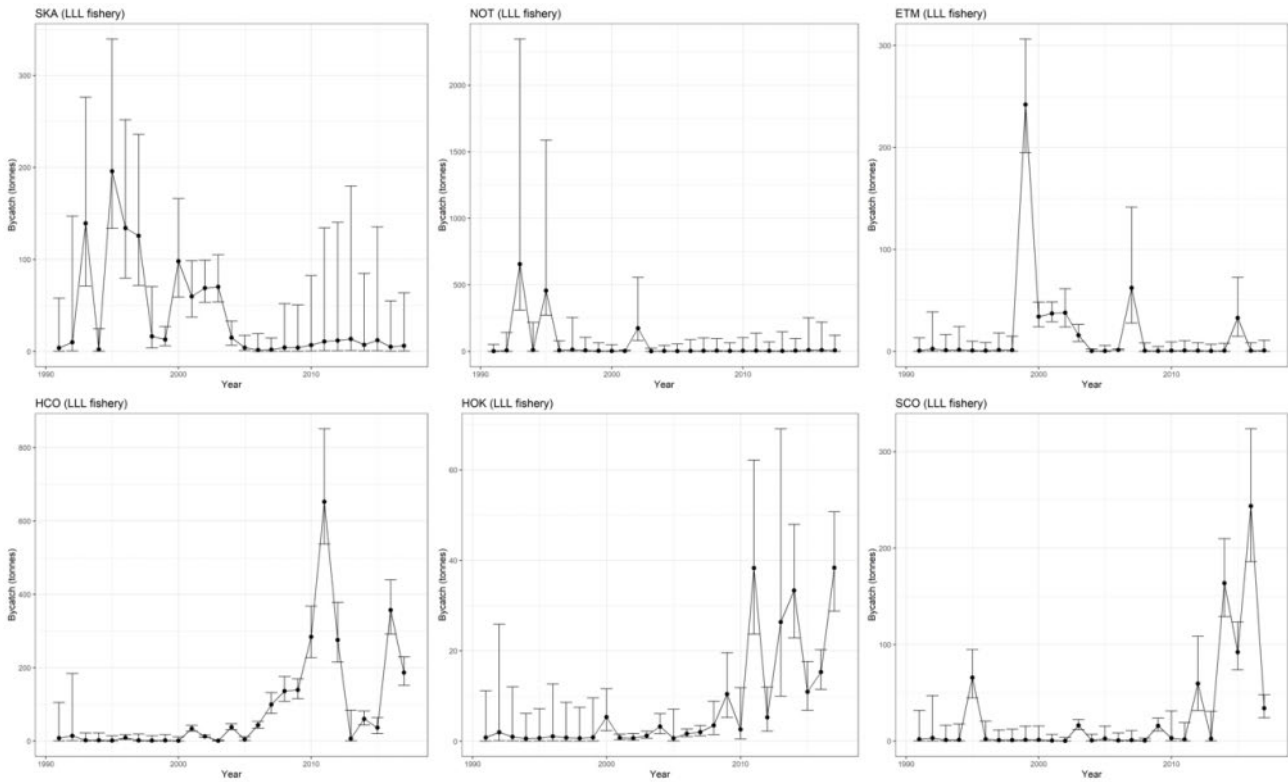 SKA (LLL fishery)
Bycatch (tonnes)
300
200
100
0
1990
2000
2010
Year
NOT (LLL fishery)
Bycatch (tonnes)
2000
1500
1000
500
0
1990
2000
2010
Year
ETM (LLL fishery)
Bycatch (tonnes)
300
200
100
0
1990
2000
2010
Year
HCO (LLL fishery)
Bycatch (tonnes)
800
600
400
200
0
1990
2000
2010
Year
HOK (LLL fishery)
Bycatch (tonnes)
60
40
20
0
1990
2000
2010
Year
SCO (LLL fishery)
Bycatch (tonnes)
300
200
100
0
1990
2000
2010
Year